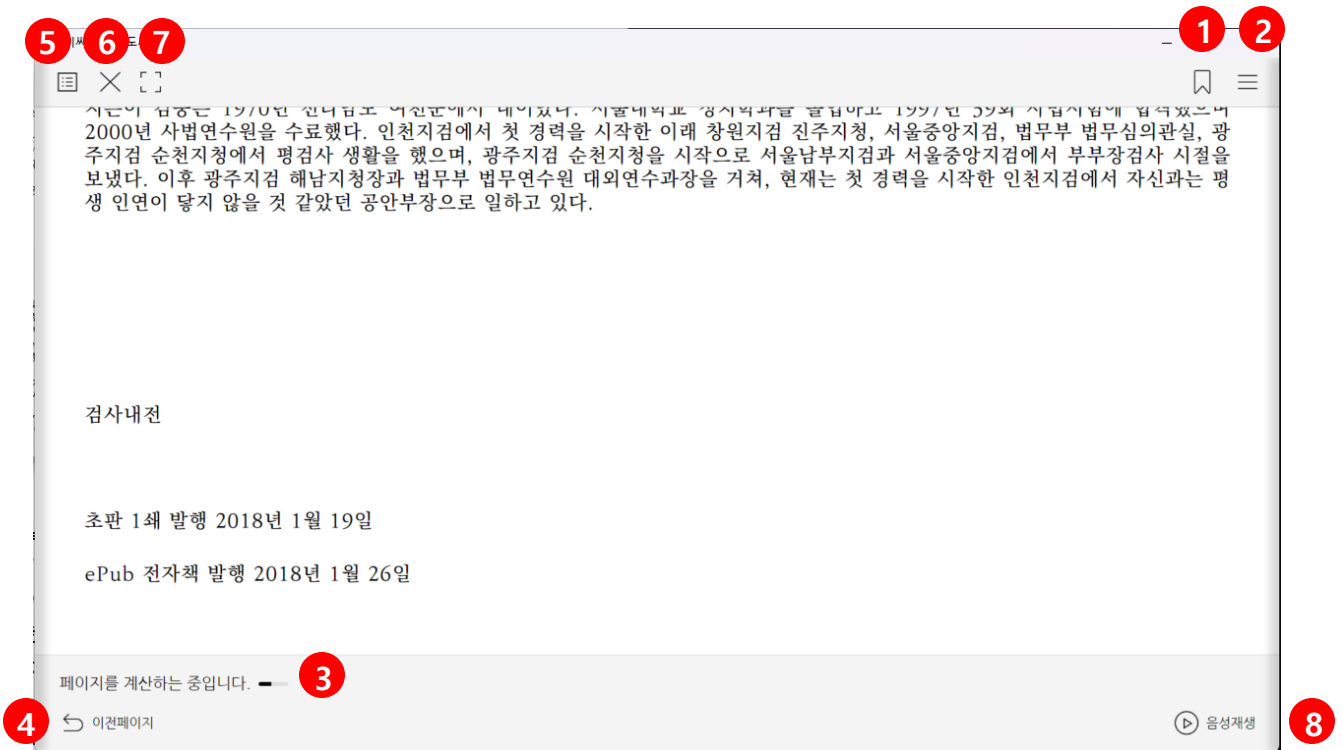 5 6 7 1 2
2000년 사법연수원을 수료했다. 인천지검에서 첫 경력을 시작한 이래 창원지검 진주지청, 서울중앙지검, 법무부 법무심의관실, 광
주지검 순천지청에서 평검사 생활을 했으며, 광주지검 순천지청을 시작으로 서울남부지검과 서울중앙지검에서 부부장검사 시절을
보냈다. 이후 광주지검 해남지청장과 법무부 법무연수원 대외연수과장을 거쳐, 현재는 첫 경력을 시작한 인천지검에서 자신과는 평
생 인연이 닿지 않을 것 같았던 공안부장으로 일하고 있다.
검사내전
초판 1쇄 발행 2018년 1월 19일
ePub 전자책 발행 2018년 1월 26일
페이지를 계산하는 중입니다. 3
4 이전페이지 음성재생 8